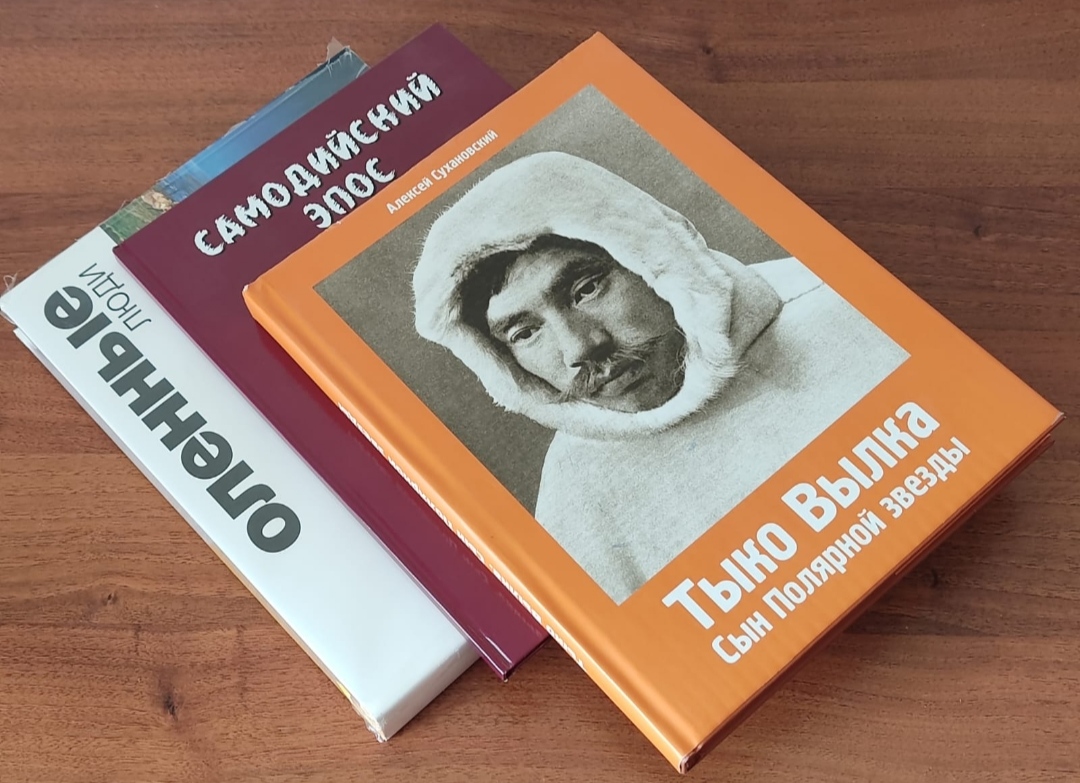 Алексей Сухановский
Тыко Вылка
Сын Полярной звезды
САМОДИЙСКИЙ
ЭПОС
оленные
люди